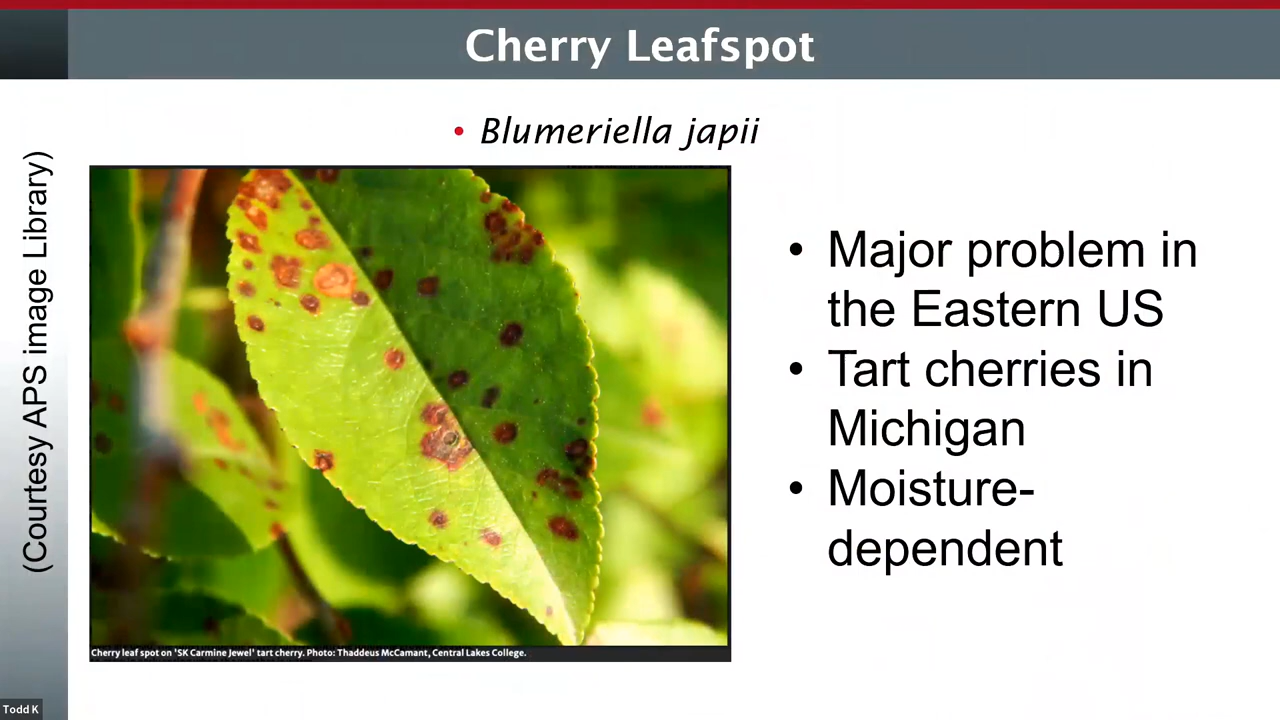 Cherry Leafspot
• Blumeriella japii
(Courtesy APS image Library)
• Major problem in
the Eastern US
• Tart cherries in
Michigan
• Moisture-
dependent
Cherry leaf spot on 'SK Carmine Jewel' tart cherry. Photo: Thaddeus McCamant, Central Lakes College.
Todd K